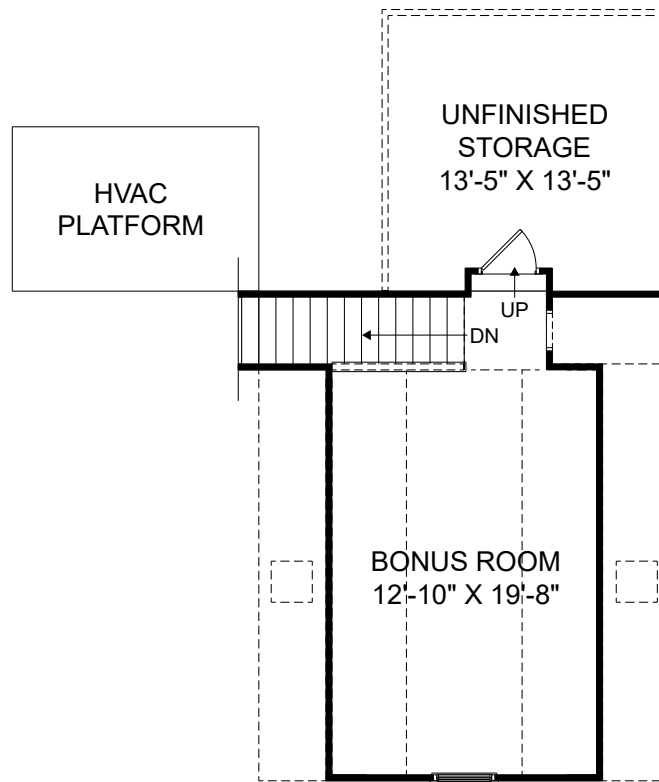 UNFINISHED
STORAGE
13'-5" X 13'-5"
HVAC
PLATFORM
UP
DN
BONUS ROOM
12'-10" X 19'-8"